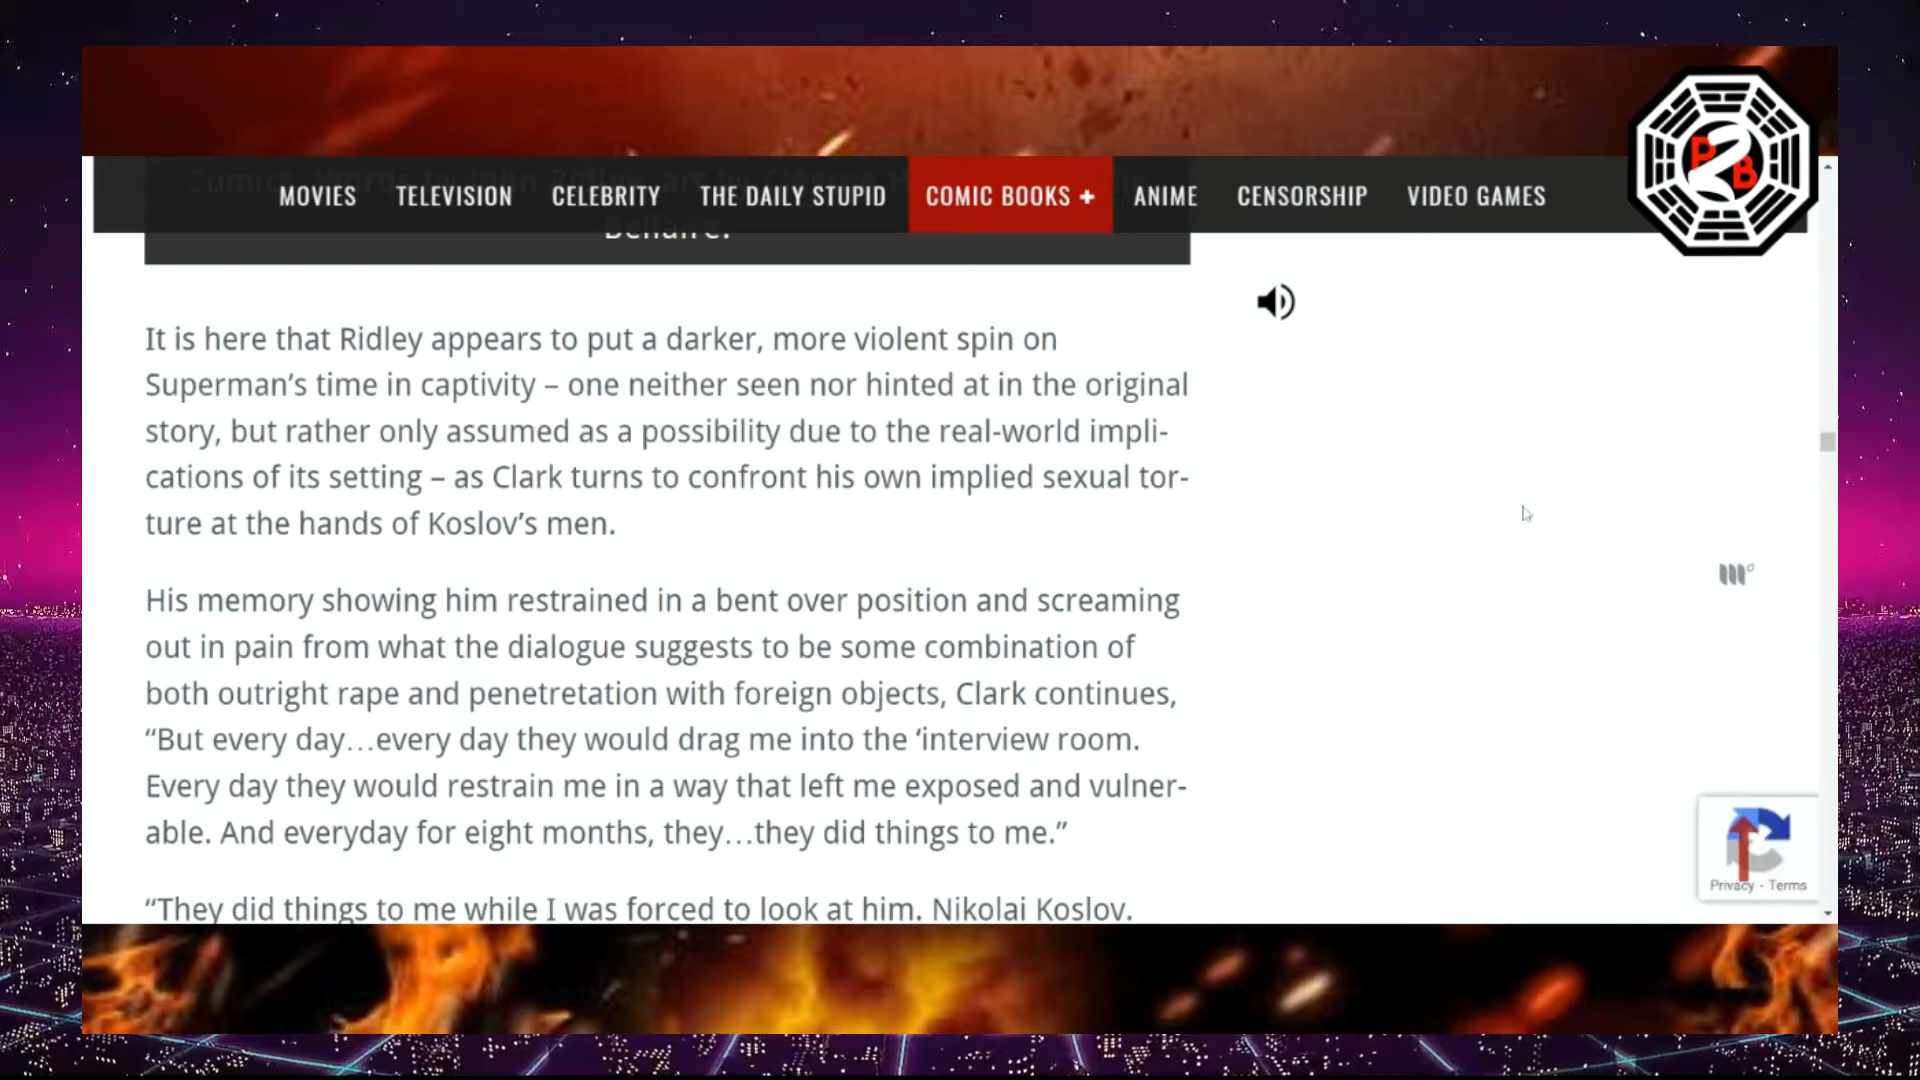 MOVIES TELEVISION CELEBRITY THE DAILY STUPID COMIC BOOKS + ANIME CENSORSHIP VIDEO GAMES
It is here that Ridley appears to put a darker, more violent spin on
Superman’s time in captivity – one neither seen nor hinted at in the original
story, but rather only assumed as a possibility due to the real-world impli-
cations of its setting – as Clark turns to confront his own implied sexual tor-
ture at the hands of Koslov’s men.
His memory showing him restrained in a bent over position and screaming
out in pain from what the dialogue suggests to be some combination of
both outright rape and penetretation with foreign objects, Clark continues,
“But every day…every day they would drag me into the ‘interview room.
Every day they would restrain me in a way that left me exposed and vulner-
able. And everyday for eight months, they…they did things to me.”
“They did things to me while I was forced to look at him. Nikolai Koslov.
Privacy - Terms